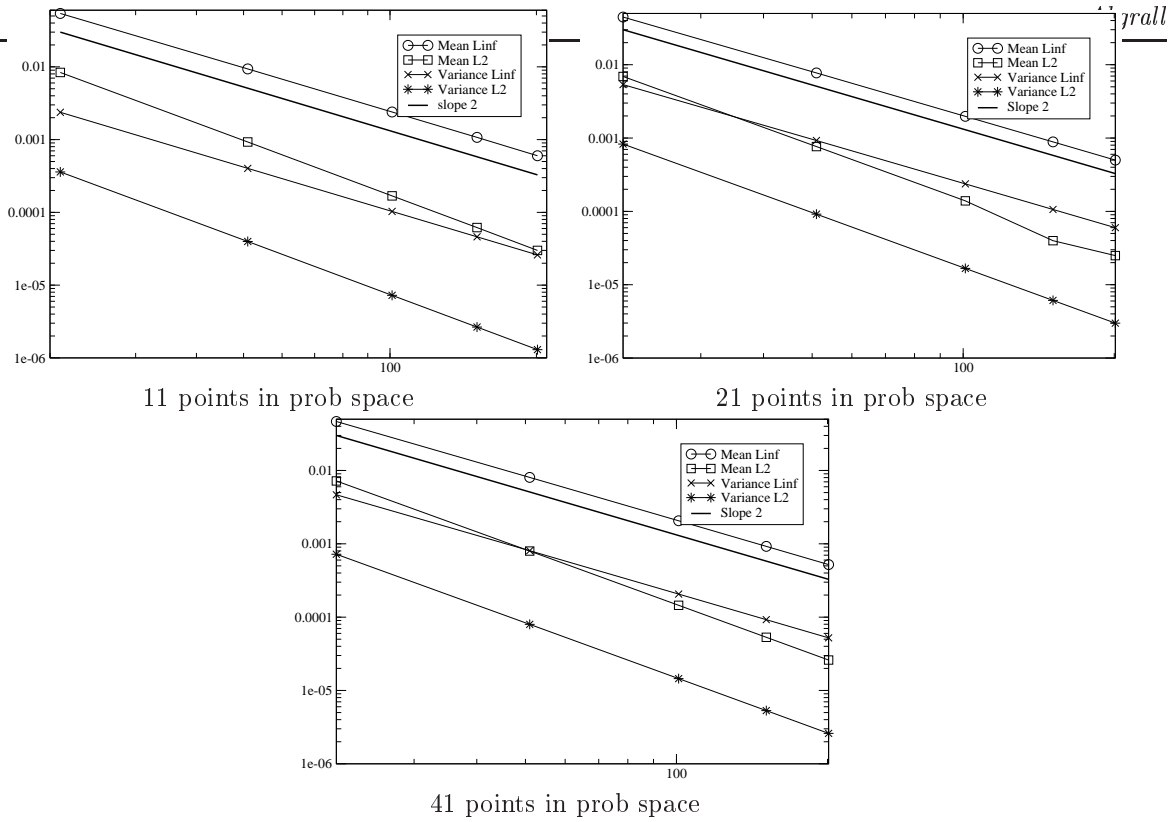 0.01
0.001
0.0001
1e-05
1e-06
100
Mean Linf
Mean L2
Variance Linf
Variance L2
slope 2
11 points in prob space
0.01
0.001
0.0001
1e-05
1e-06
100
Mean Linf
Mean L2
Variance Linf
Variance L2
Slope 2
21 points in prob space
0.01
0.001
0.0001
1e-05
1e-06
100
Mean Linf
Mean L2
Variance Linf
Variance L2
Slope 2
41 points in prob space